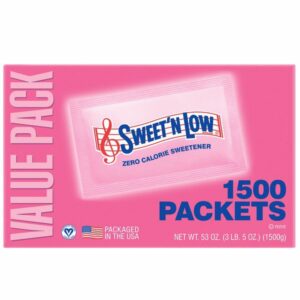 VALUE PACK
SWEET'N LOW
ZERO CALORIE SWEETENER
1500
PACKETS
PACKAGED
IN THE USA
NET WT. 53 OZ. (3 LB. 5 OZ.) (1500g)